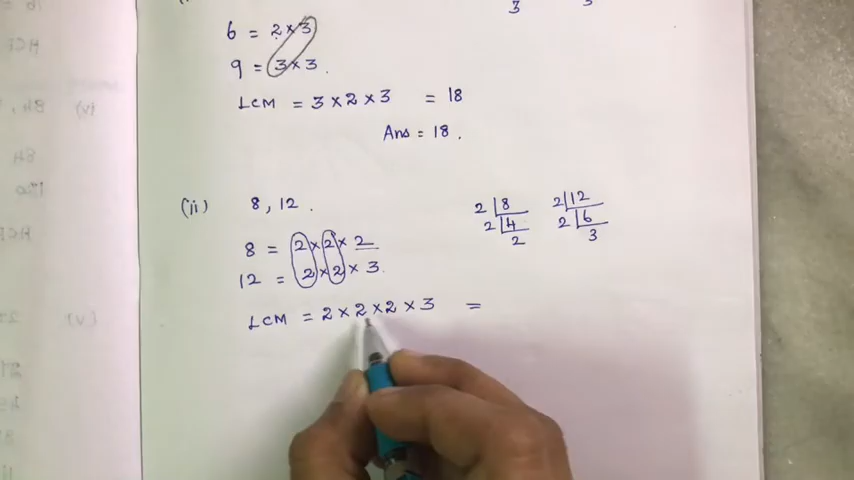 3
6 = 2 × 3
9 = 3 × 3 .
LCM = 3 × 2 × 3 = 18
Ans = 18 .
(ii) 8, 12 .
2 | 8
2 | 4
2
2 | 12
2 | 6
3
8 = 2 × 2 × 2
12 = 2 × 2 × 3
LCM = 2 × 2 × 2 × 3 =